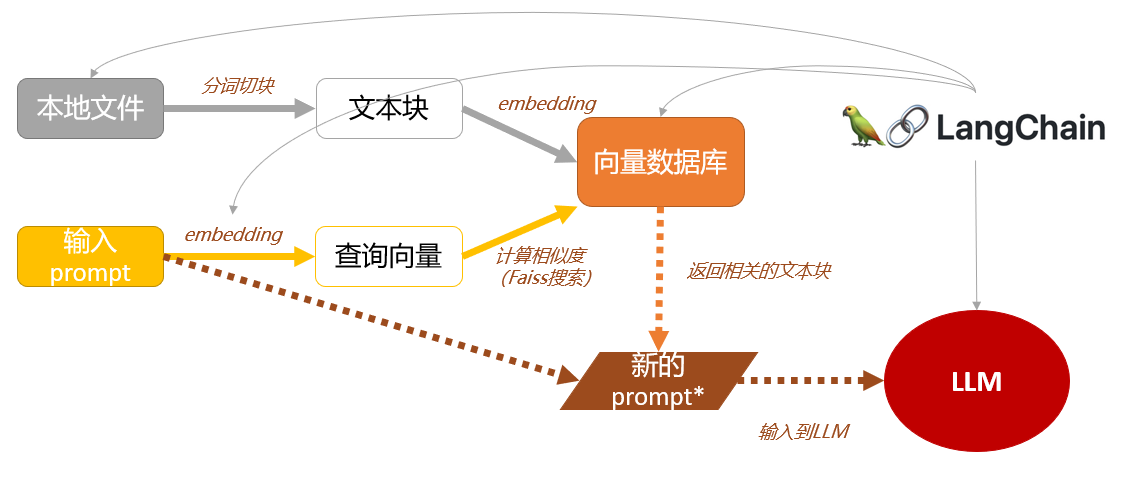 分词切块
本地文件
文本块
embedding
LangChain
向量数据库
输入
prompt
embedding
查询向量
计算相似度
（Faiss搜索）
返回相关的文本块
新的
prompt*
LLM
输入到LLM